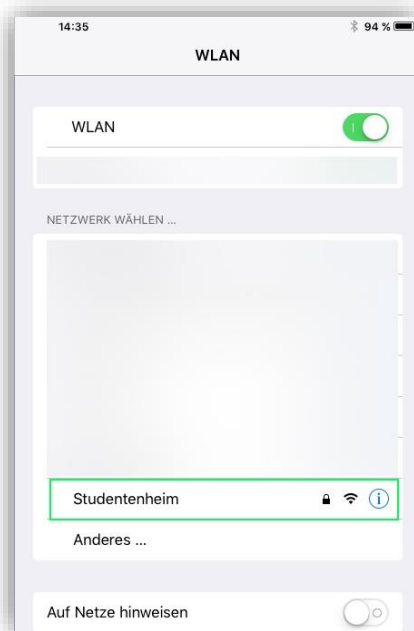 14:35
94 %
WLAN
WLAN
NETZWERK WÄHLEN ...
Studentenheim
Anderes ...
Auf Netze hinweisen